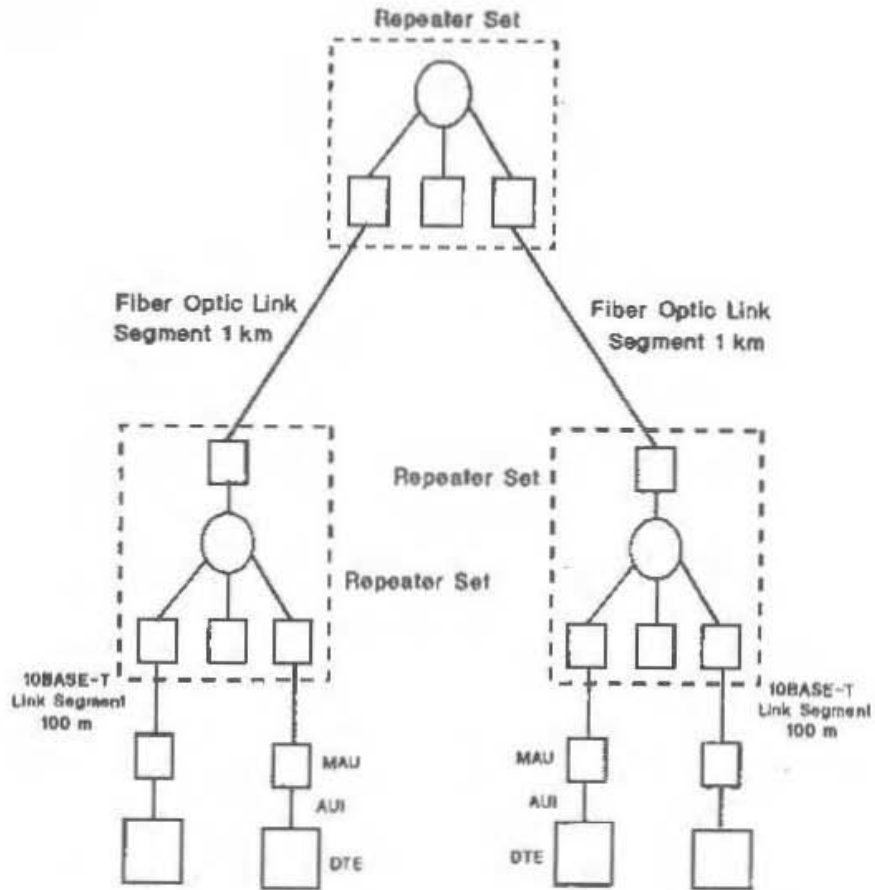 Repeater Set
Fiber Optic Link
Segment 1 km
Fiber Optic Link
Segment 1 km
Repeater Set
Repeater Set
10BASE-T
Link Segment
100 m
10BASE-T
Link Segment
100 m
MAU
MAU
AUI
AUI
DTE
DTE